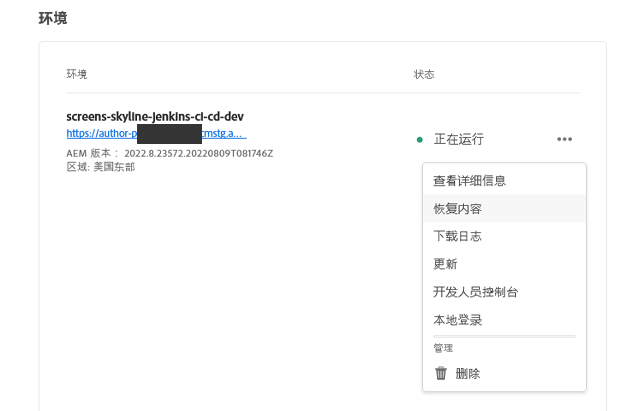 环境
环境
状态
screens-skyline-jenkins-ci-cd-dev
https://author-p
cmstg.a...
正在运行
AEM 版本： 2022.8.23572.20220809T081746Z
区域: 美国东部
查看详细信息
恢复内容
下载日志
更新
开发人员控制台
本地登录
管理
删除